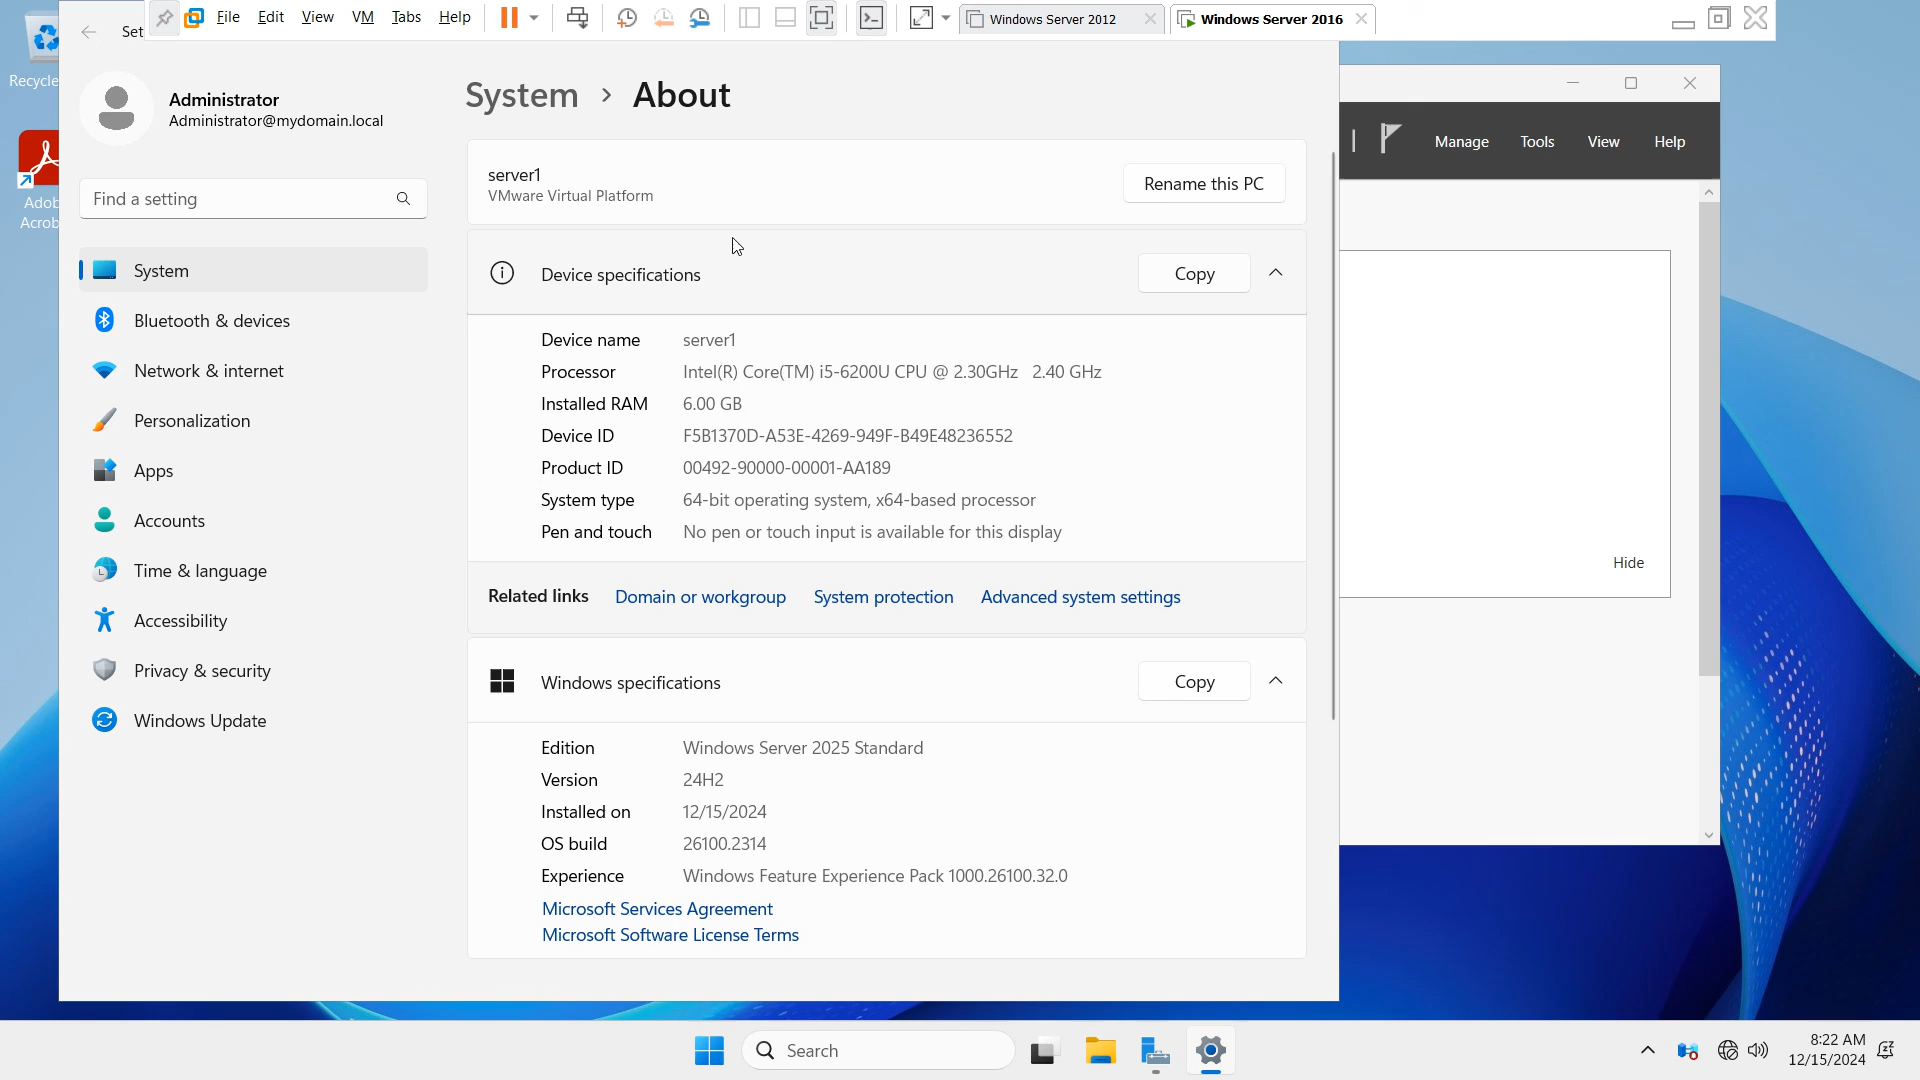 File Edit View VM Tabs Help
Windows Server 2012
Windows Server 2016
Set
Recycle
Adob
Acrob
Administrator
Administrator@mydomain.local
Find a setting
System
Bluetooth & devices
Network & internet
Personalization
Apps
Accounts
Time & language
Accessibility
Privacy & security
Windows Update
System > About
server1
VMware Virtual Platform
Rename this PC
Device specifications
Copy
Device name server1
Processor Intel(R) Core(TM) i5-6200U CPU @ 2.30GHz 2.40 GHz
Installed RAM 6.00 GB
Device ID F5B1370D-A53E-4269-949F-B49E48236552
Product ID 00492-90000-00001-AA189
System type 64-bit operating system, x64-based processor
Pen and touch No pen or touch input is available for this display
Related links Domain or workgroup System protection Advanced system settings
Windows specifications
Copy
Edition Windows Server 2025 Standard
Version 24H2
Installed on 12/15/2024
OS build 26100.2314
Experience Windows Feature Experience Pack 1000.26100.32.0
Microsoft Services Agreement
Microsoft Software License Terms
Manage Tools View Help
Hide
Search
8:22 AM
12/15/2024